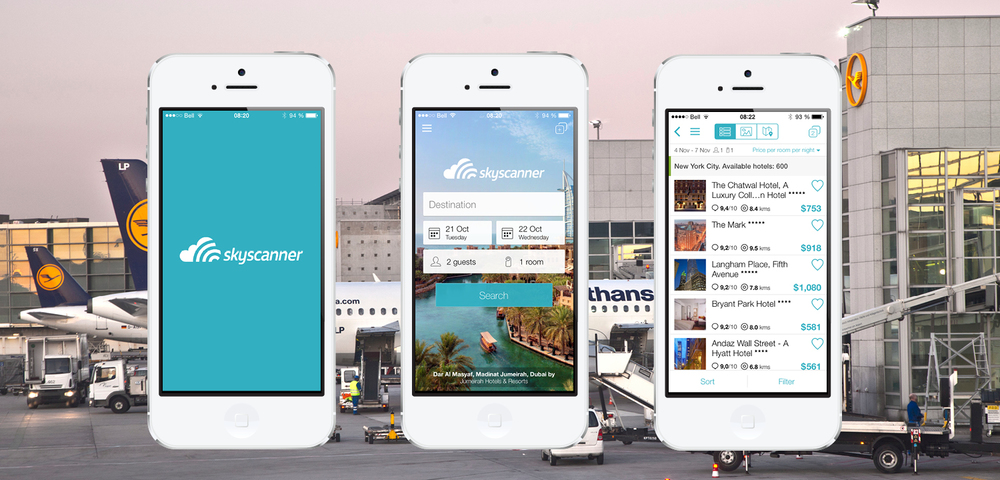 LP
Bell
08:20
94 %
skyscanner
a.com
LP
Bell
08:20
94 %
skyscanner
Destination
21 Oct
Tuesday
22 Oct
Wednesday
2 guests
1 room
Search
Dar Al Masyaf, Madinat Jumeirah, Dubai by
Jumeirah Hotels & Resorts
thans
Bell
08:22
93 %
4 Nov - 7 Nov 1 1 Price per room per night
New York City. Available hotels: 600
The Chatwal Hotel, A
Luxury Coll...n Hotel *****
9,4/10 8.4 kms $753
The Mark *****
9,2/10 9.5 kms $918
Langham Place, Fifth
Avenue *****
9,2/10 7.8 kms $1,080
Bryant Park Hotel ****
9,2/10 8.0 kms $581
Andaz Wall Street - A
Hyatt Hotel ****
9,0/10 6.8 kms $561
Sort Filter